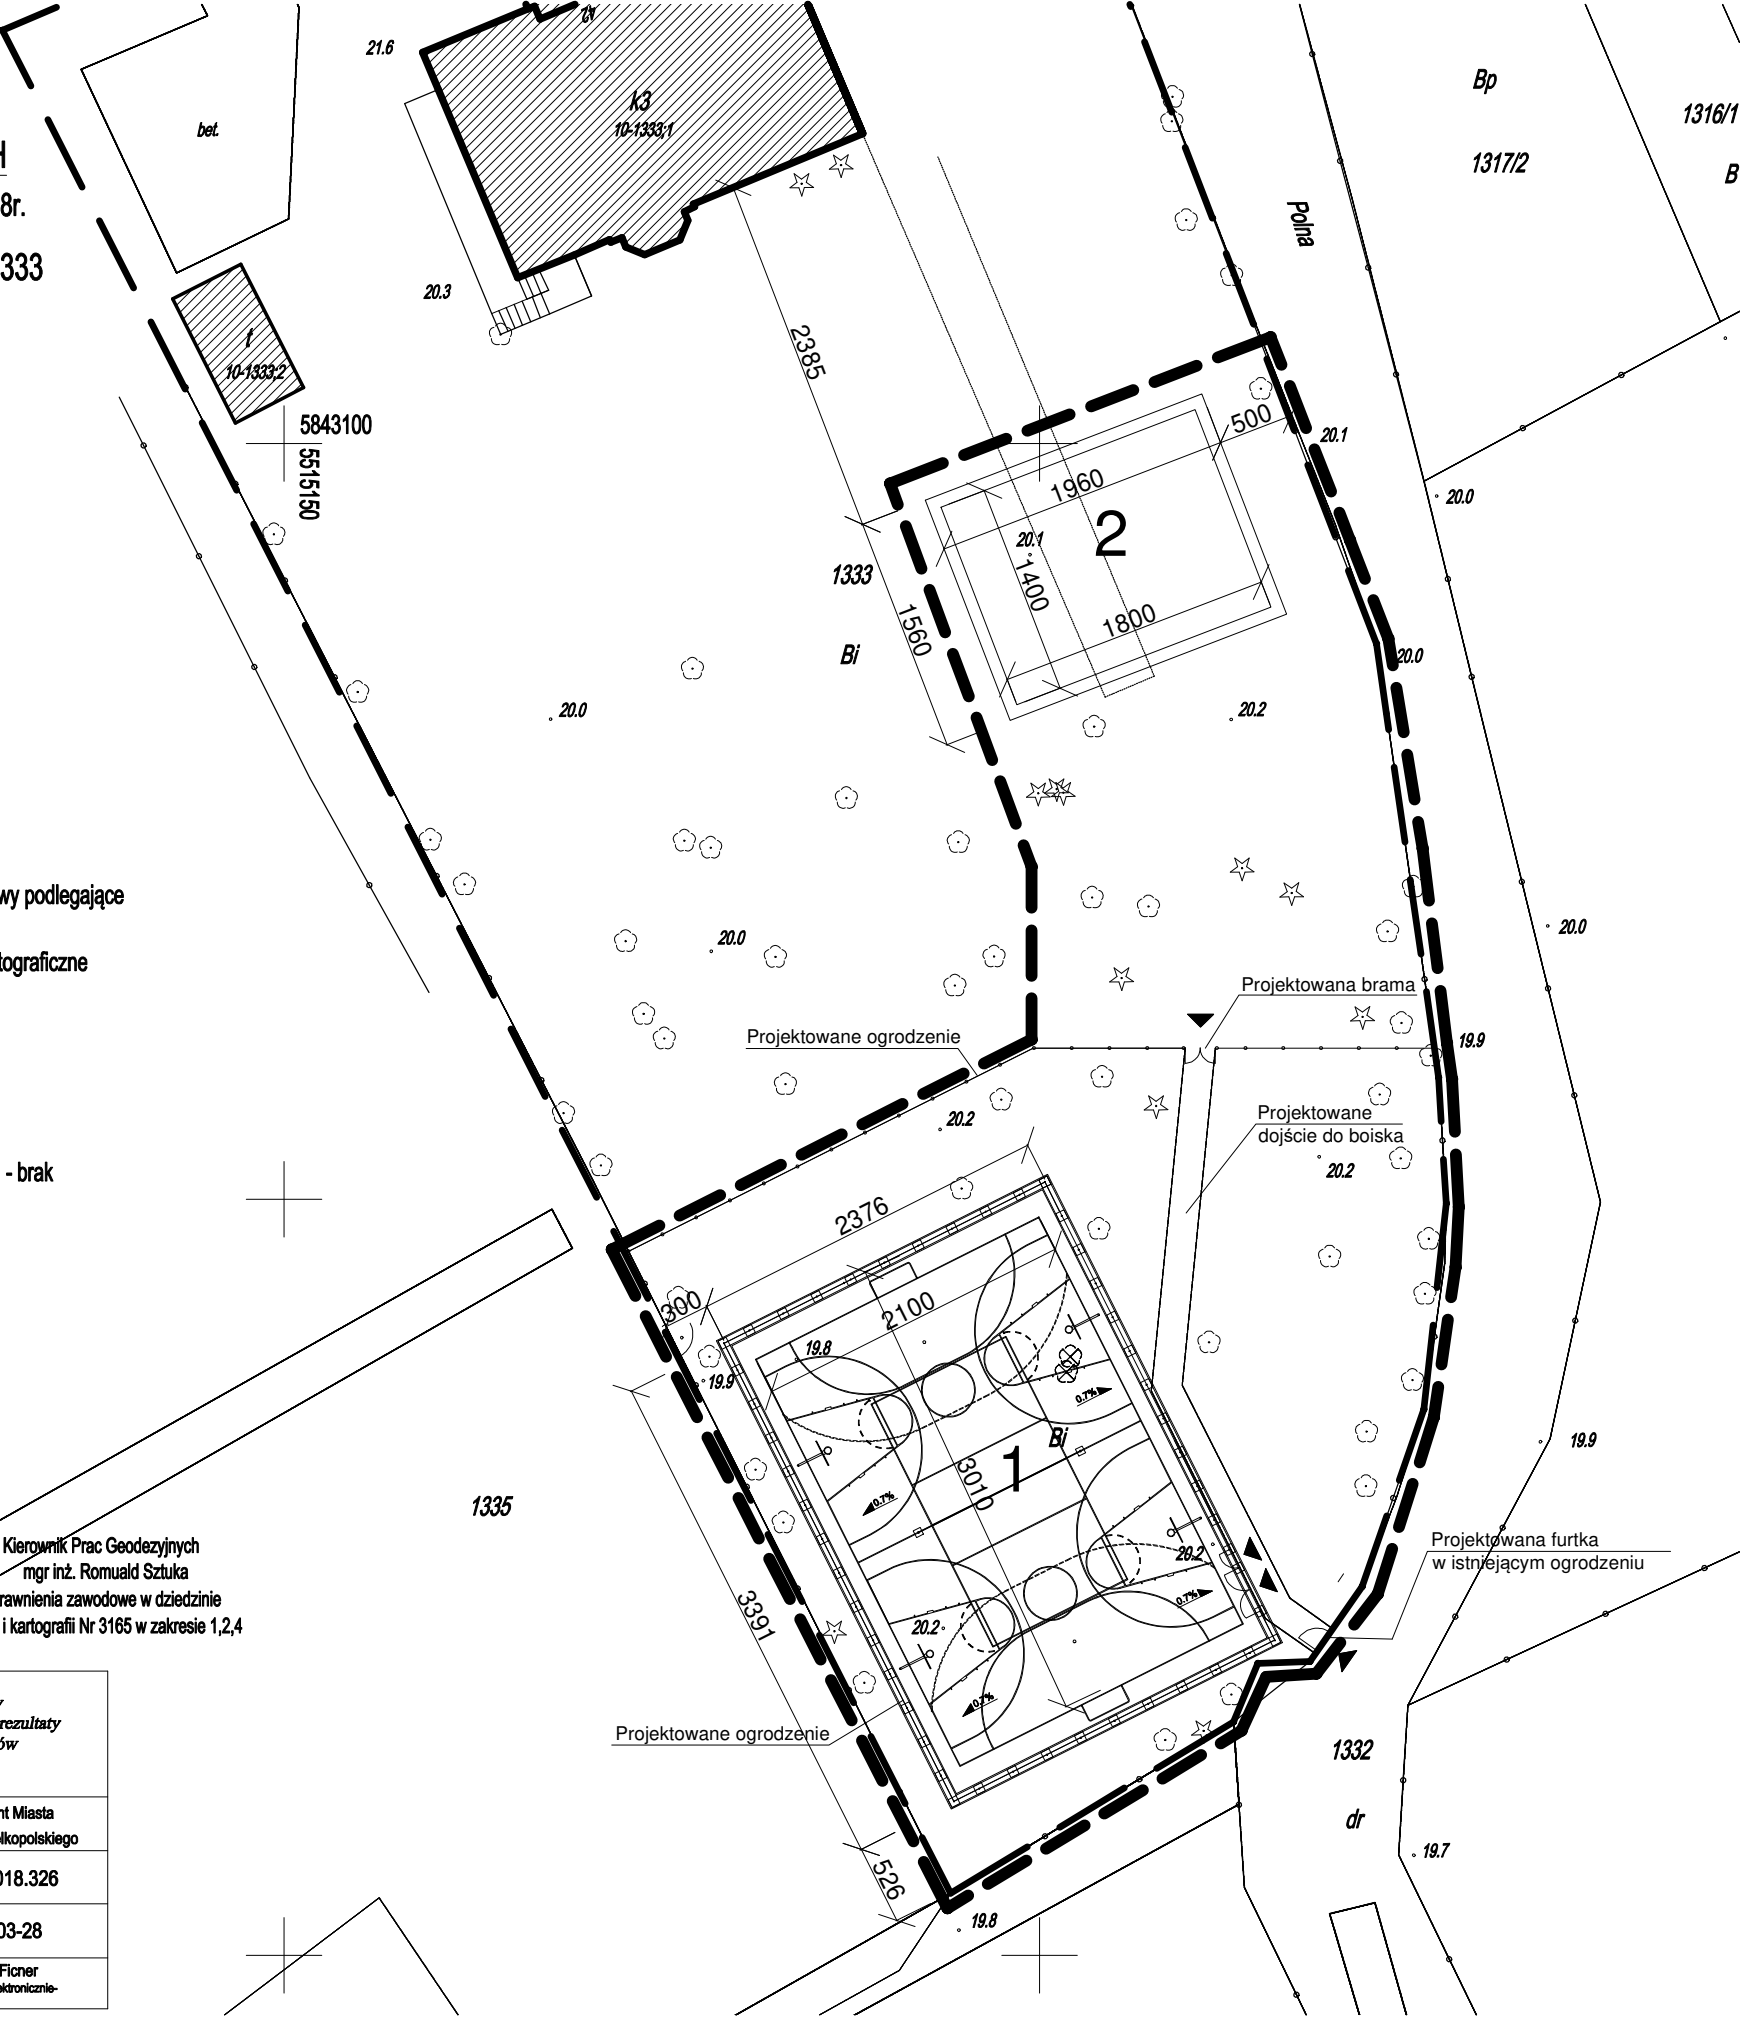 21.6
42
k3
10-1333;1
bet.
Bp
1316/1
H
8r.
1317/2
B
Polna
333
20.3
t
10-1333;2
2385
5843100
5515150
500
20.1
1960
2
20.0
20.1
1333
1400
1560
1800
Bi
20.0
20.0
20.2
wy podlegające
20.0
20.0
tograficzne
Projektowana brama
Projektowane ogrodzenie
19.9
Projektowane
dojście do boiska
20.2
20.2
- brak
2376
300
2100
19.8
19.9
0.7%
Bi
1
3010
19.9
1335
0.7%
Kierownik Prac Geodezyjnych
mgr inż. Romuald Sztuka
rawnienia zawodowe w dziedzinie
i kartografii Nr 3165 w zakresie 1,2,4
Projektowana furtka
w istniejącym ogrodzeniu
20.2
0.7%
3391
20.2
0.7%
y
rezultaty
ów
Projektowane ogrodzenie
1332
nt Miasta
elkopolskiego
dr
19.7
018.326
526
03-28
19.8
Ficner
ektronicznie-